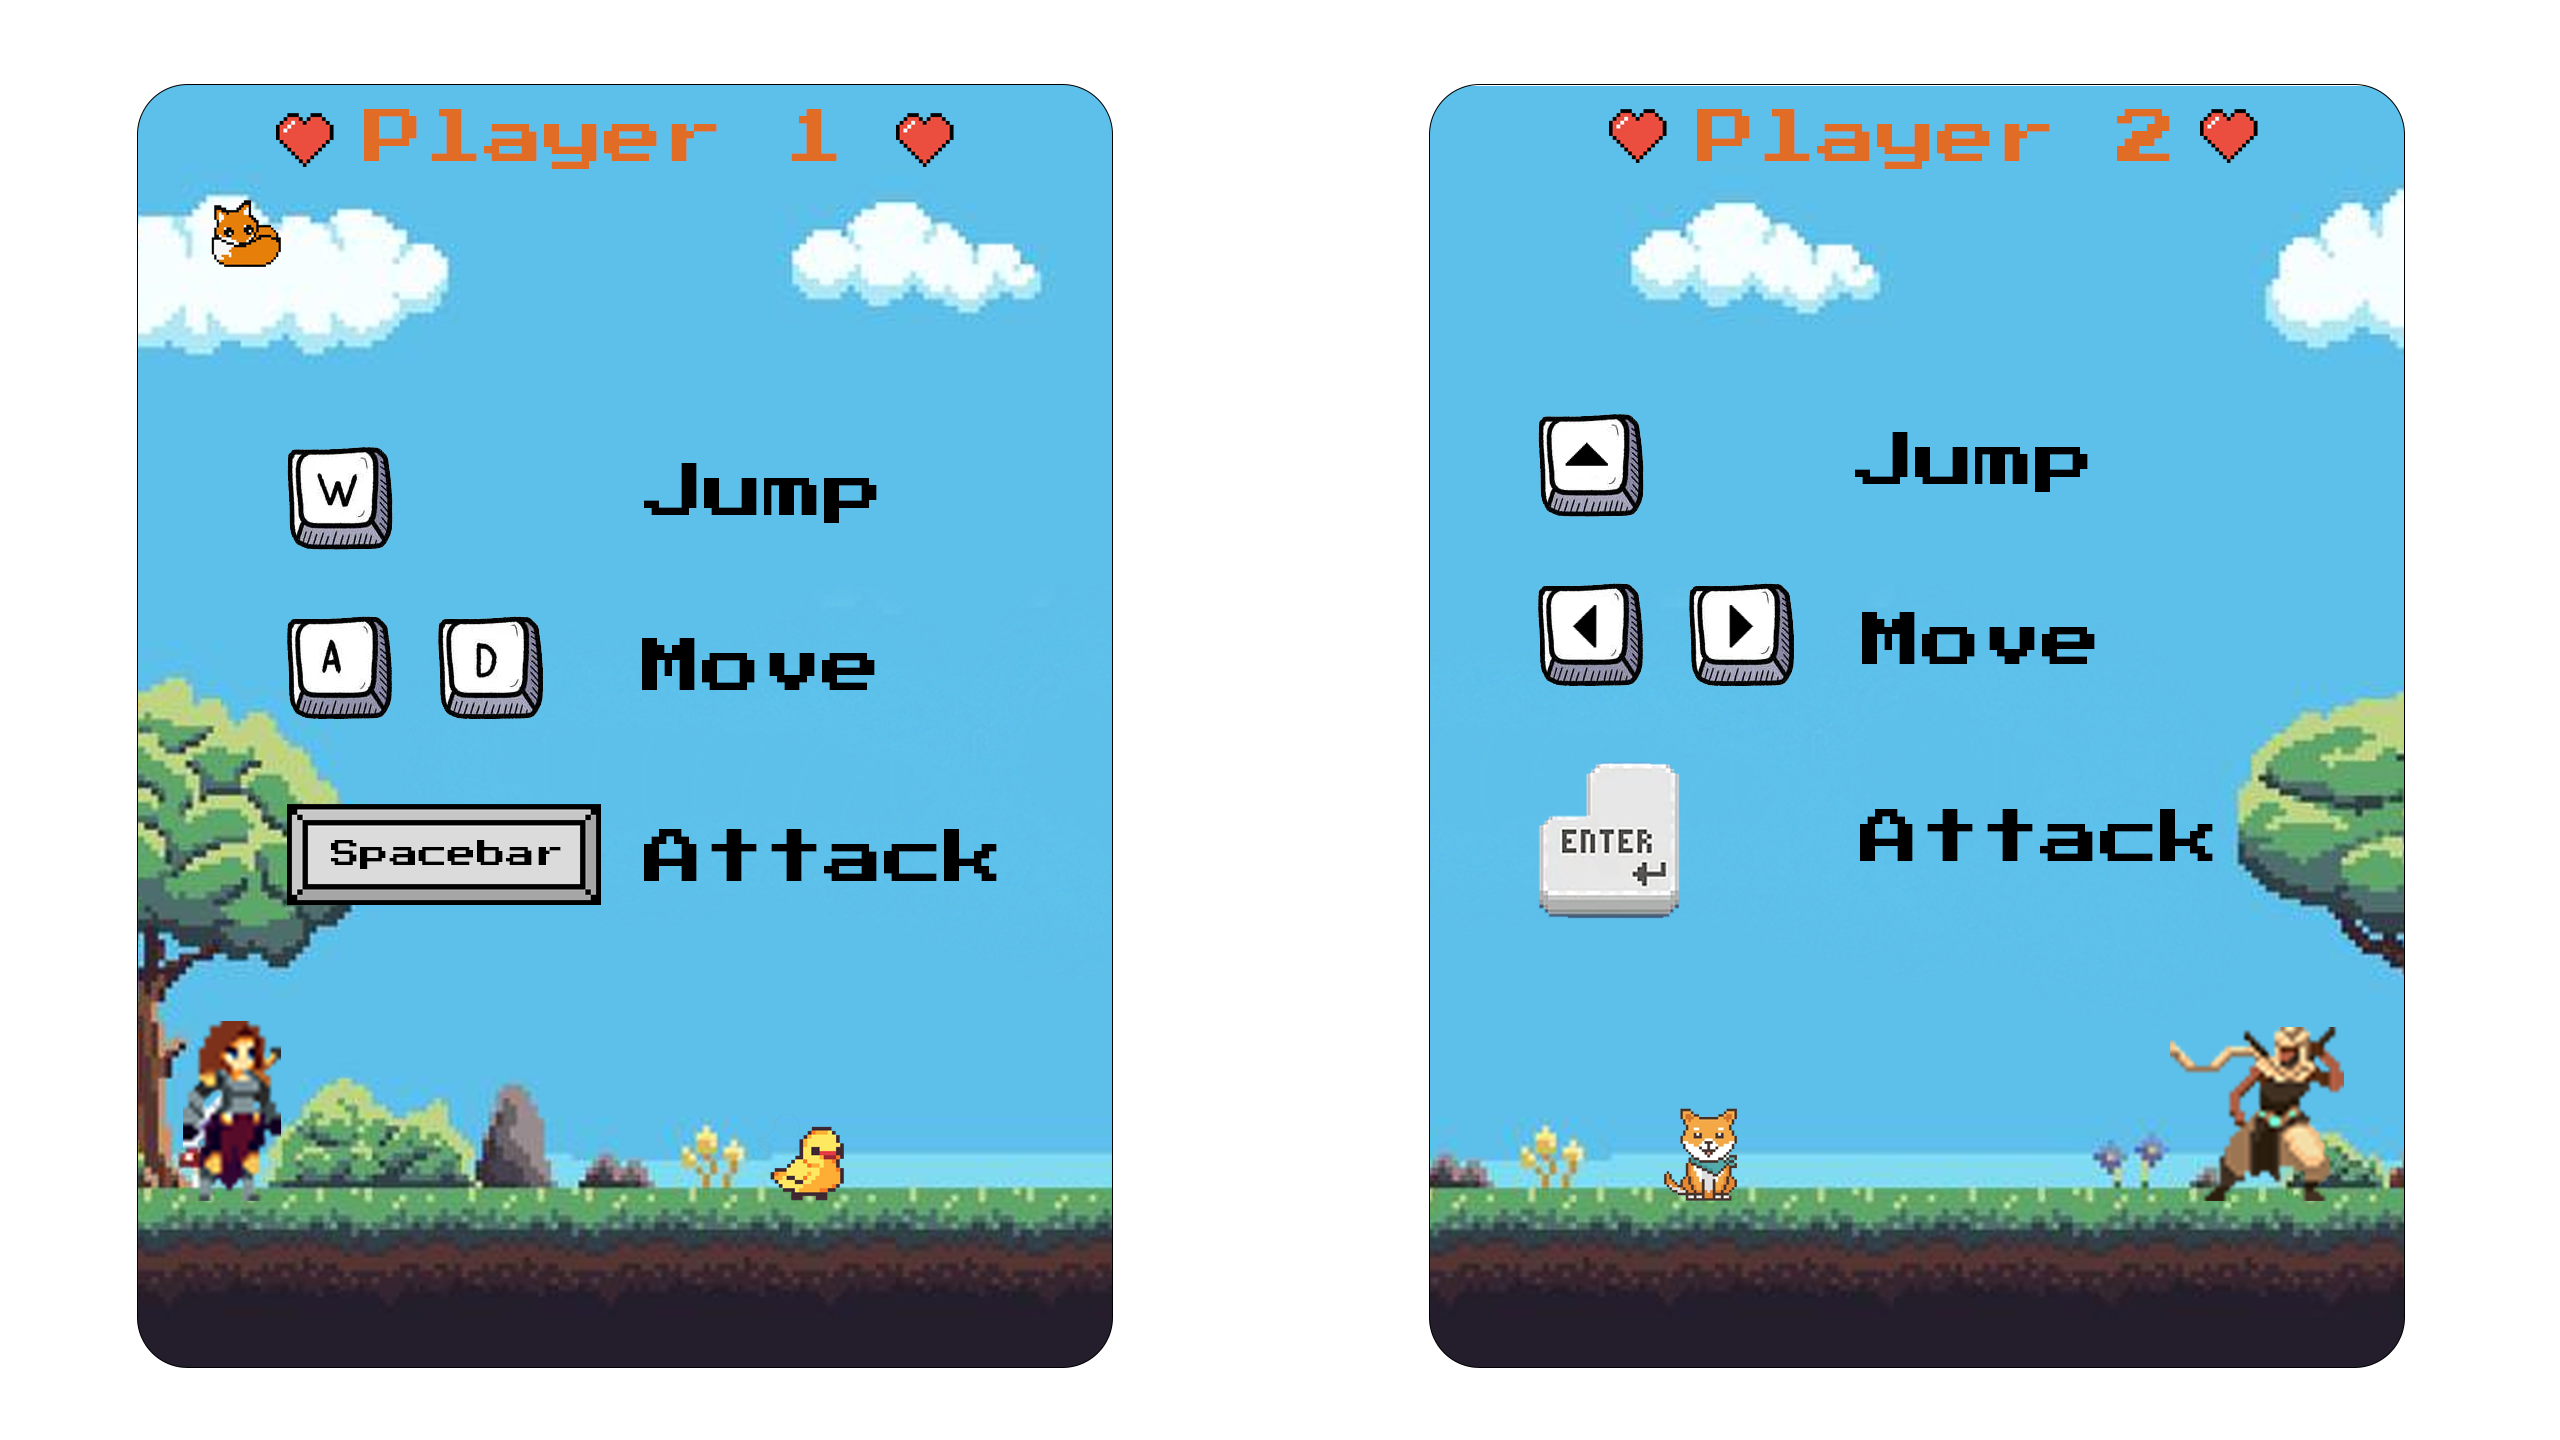 Player 1
W
Jump
A D
Move
Spacebar
Attack
Player 2
Jump
Move
ENTER
Attack